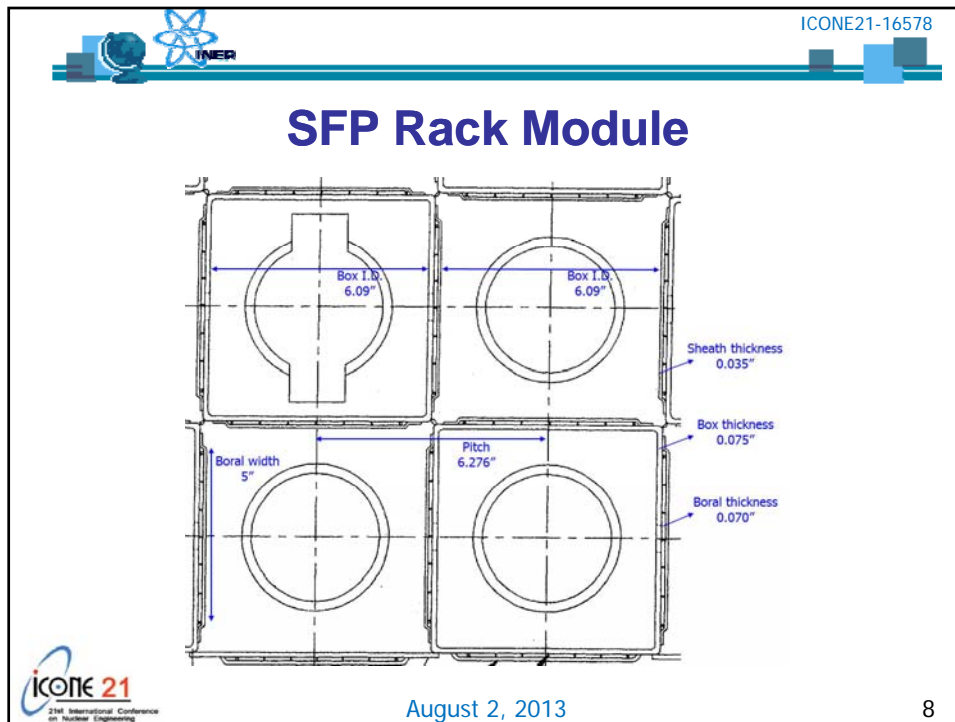 ICONE21-16578
INER
SFP Rack Module
Box I.D.
6.09"
Box I.D.
6.09"
Sheath thickness
0.035"
Box thickness
0.075"
Pitch
6.276"
Boral width
5"
Boral thickness
0.070"
ICONE 21
21st International Conference
on Nuclear Engineering
August 2, 2013
8